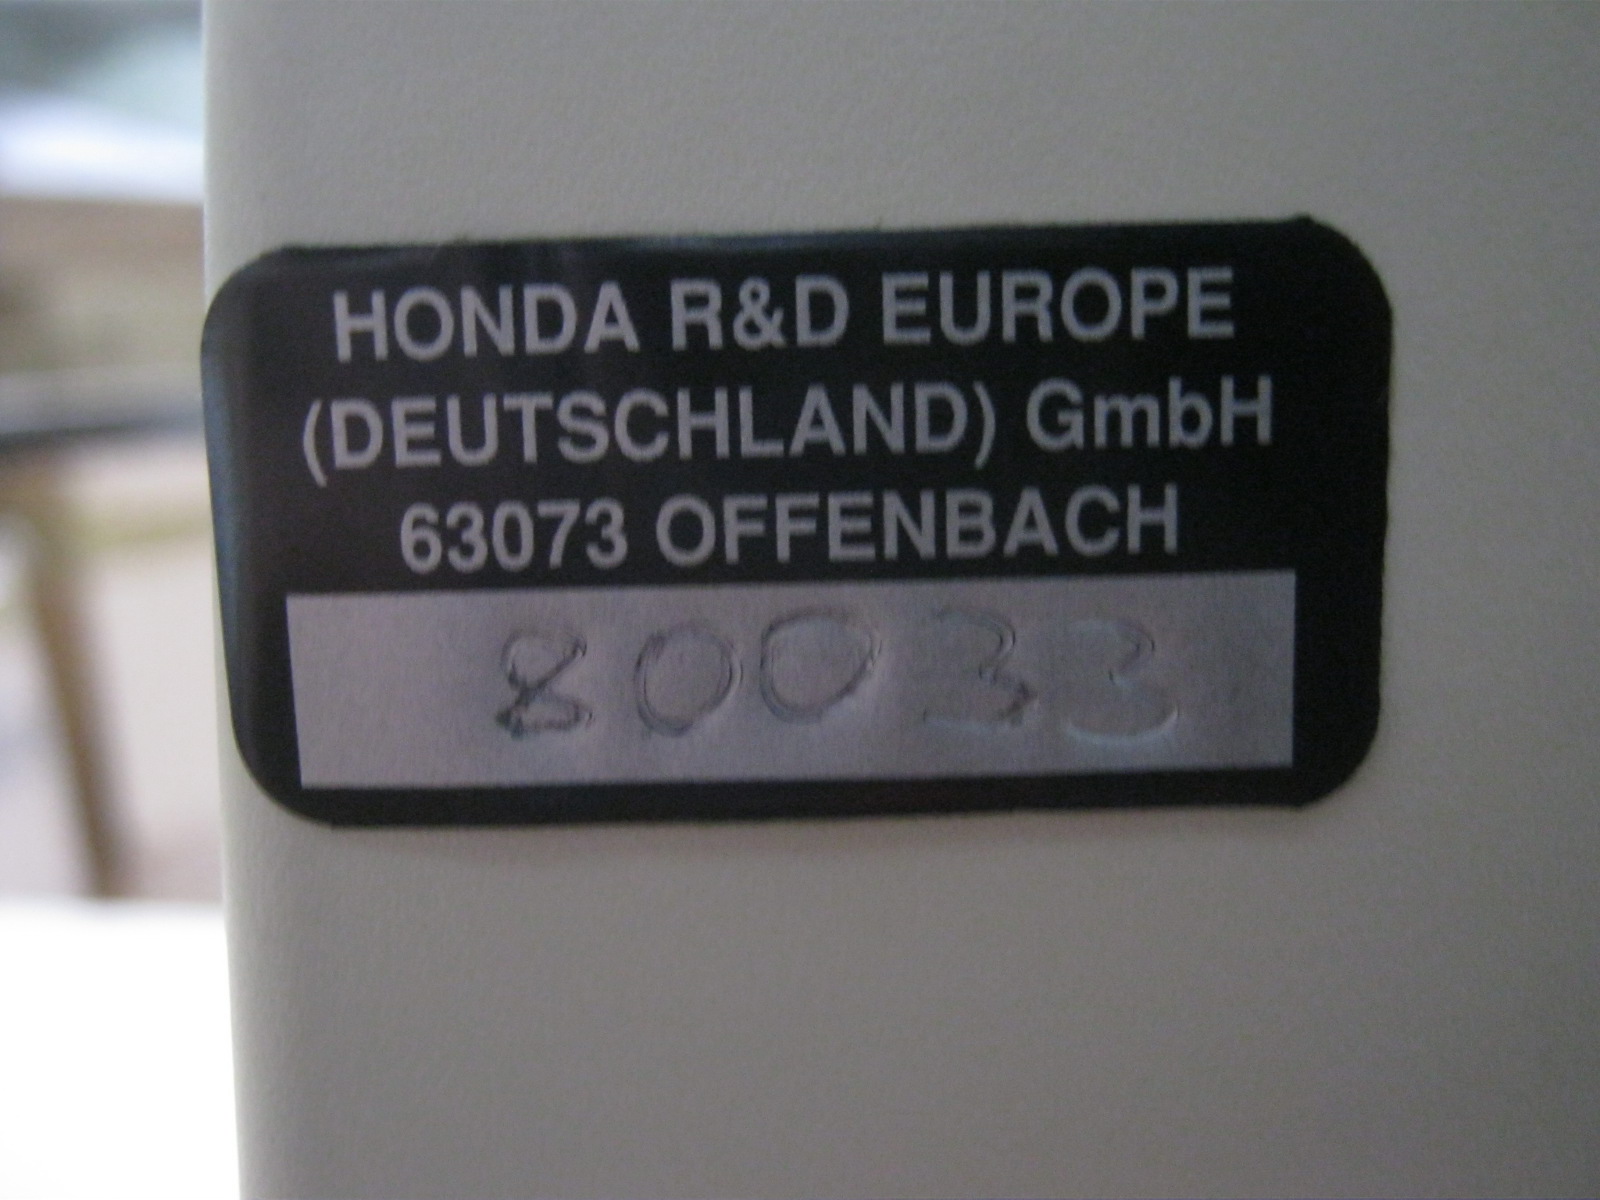 HONDA R&D EUROPE
(DEUTSCHLAND) GmbH
63073 OFFENBACH
80033